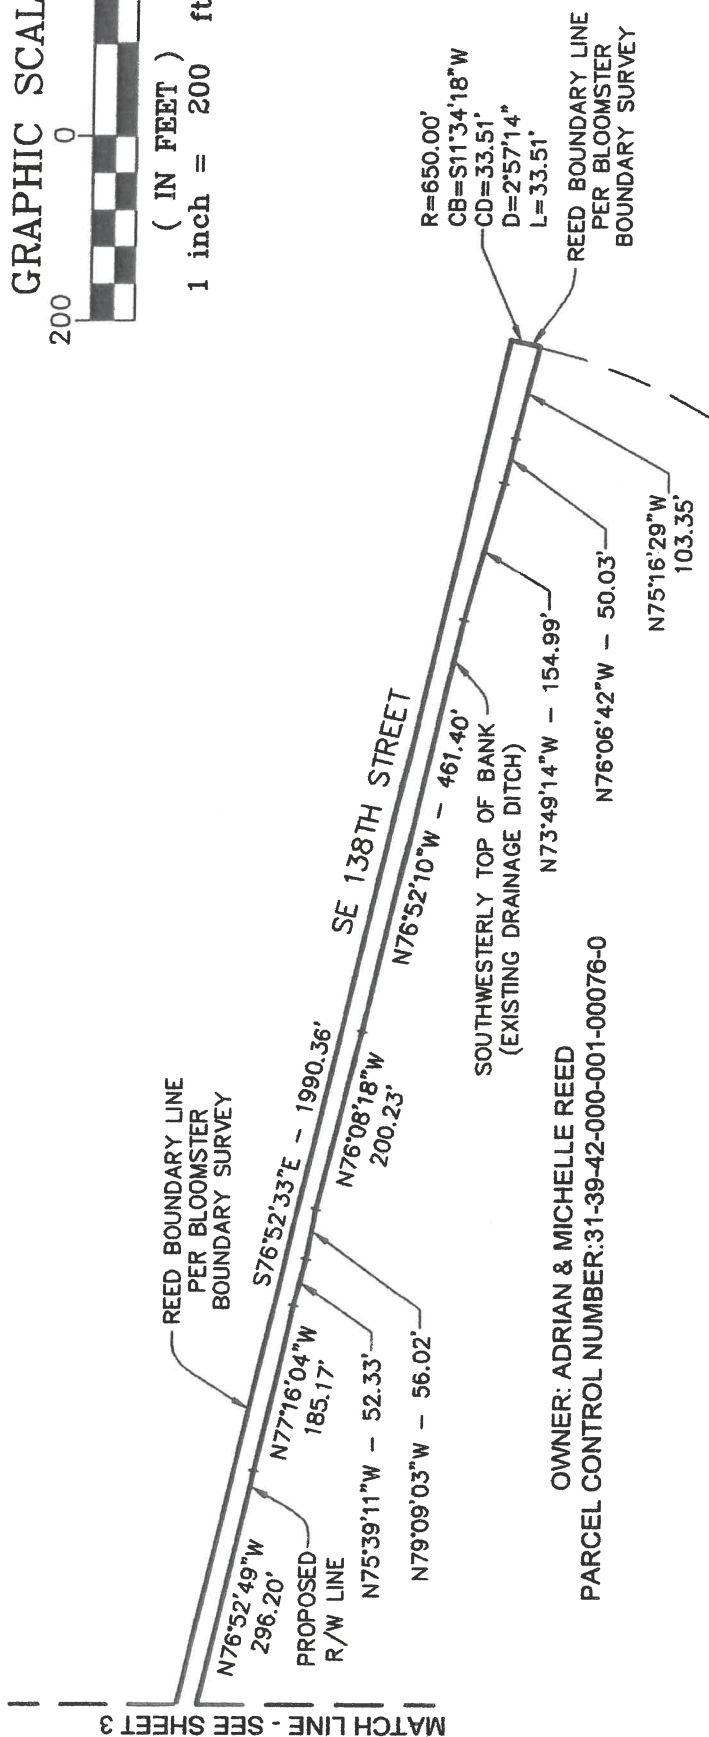 GRAPHIC SCAL
200
0
( IN FEET )
1 inch = 200 ft
REED BOUNDARY LINE
PER BLOOMSTER
BOUNDARY SURVEY
S76°52'33"E - 1990.36'
SE 138TH STREET
R=650.00'
CB=S11°34'18"W
CD=33.51'
D=2°57'14"
L=33.51'
REED BOUNDARY LINE
PER BLOOMSTER
BOUNDARY SURVEY
N76°52'49"W
296.20'
PROPOSED
R/W LINE
N77°16'04"W
185.17'
N75°39'11"W - 52.33'
N79°09'03"W - 56.02'
N76°08'18"W
200.23'
N76°52'10"W - 461.40'
SOUTHWESTERLY TOP OF BANK
(EXISTING DRAINAGE DITCH)
N73°49'14"W - 154.99'
N76°06'42"W - 50.03'
N75°16'29"W
103.35'
OWNER: ADRIAN & MICHELLE REED
PARCEL CONTROL NUMBER:31-39-42-000-001-00076-0
MATCH LINE - SEE SHEET 3